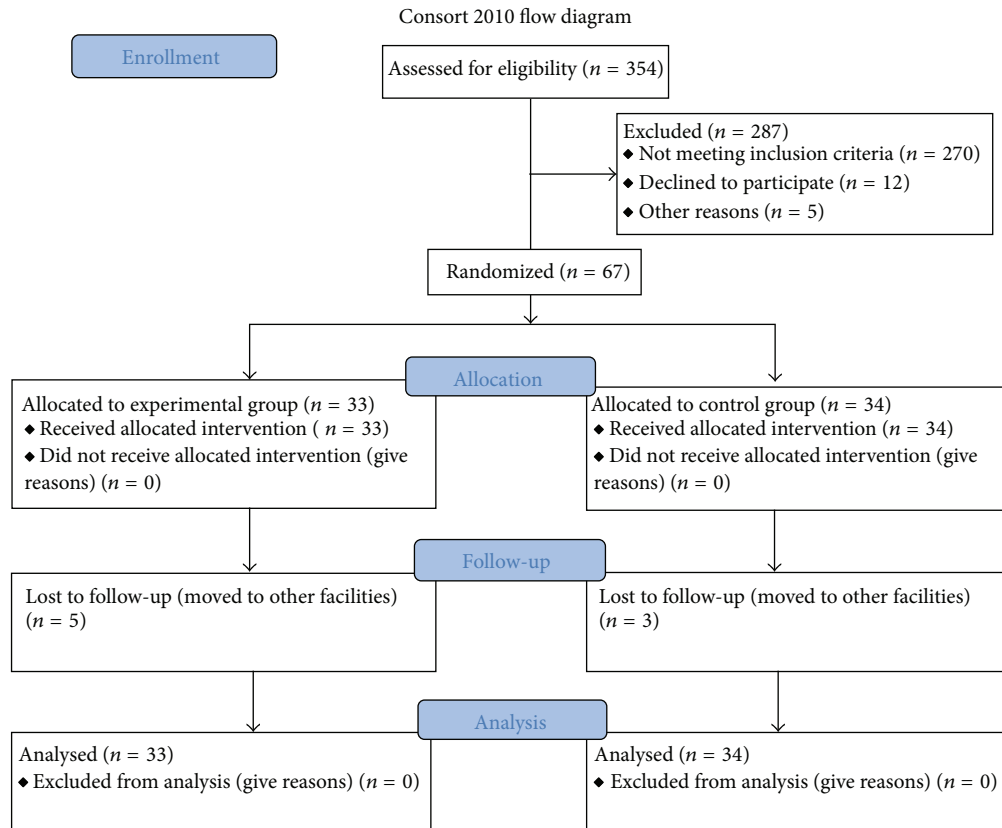 Consort 2010 flow diagram
Enrollment
Assessed for eligibility (n = 354)
Excluded (n = 287)
◆ Not meeting inclusion criteria (n = 270)
◆ Declined to participate (n = 12)
◆ Other reasons (n = 5)
Randomized (n = 67)
Allocation
Allocated to experimental group (n = 33)
◆ Received allocated intervention ( n = 33)
◆ Did not receive allocated intervention (give
reasons) (n = 0)
Allocated to control group (n = 34)
◆ Received allocated intervention (n = 34)
◆ Did not receive allocated intervention (give
reasons) (n = 0)
Follow-up
Lost to follow-up (moved to other facilities)
(n = 5)
Lost to follow-up (moved to other facilities)
(n = 3)
Analysis
Analysed (n = 33)
◆ Excluded from analysis (give reasons) (n = 0)
Analysed (n = 34)
◆ Excluded from analysis (give reasons) (n = 0)